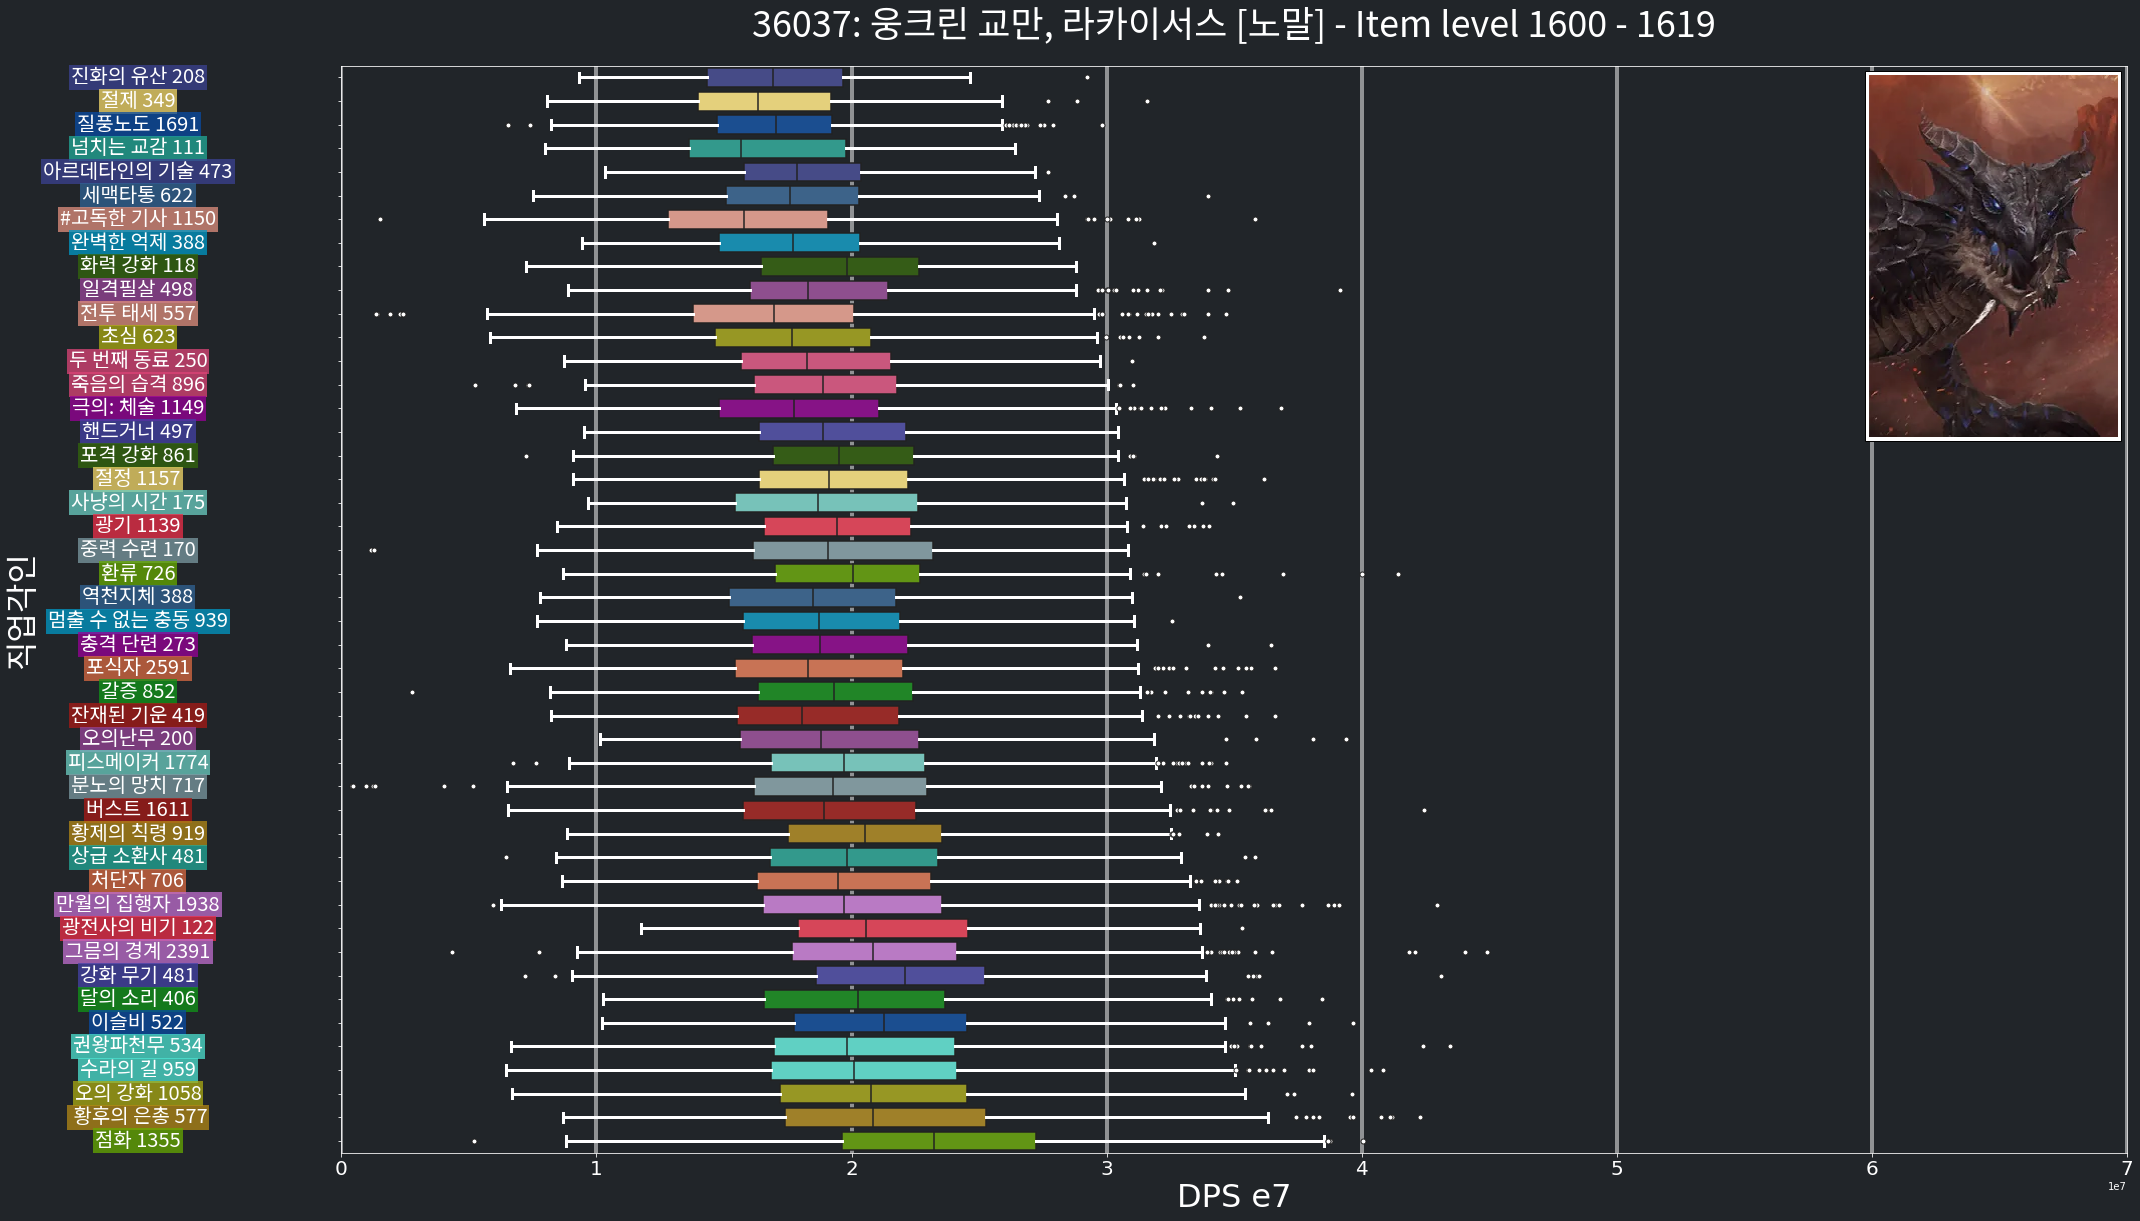 36037: 웅크린 교만, 라카이서스 [노말] - Item level 1600 - 1619
직업각인
진화의 유산 208
절제 349
질풍노도 1691
넘치는 교감 111
아르데타인의 기술 473
세맥타통 622
#고독한 기사 1150
완벽한 억제 388
화력 강화 118
일격필살 498
전투 태세 557
초심 623
두 번째 동료 250
죽음의 습격 896
극의: 체술 1149
핸드거너 497
포격 강화 861
절정 1157
사냥의 시간 175
광기 1139
중력 수련 170
환류 726
역천지체 388
멈출 수 없는 충동 939
충격 단련 273
포식자 2591
갈증 852
잔재된 기운 419
오의난무 200
피스메이커 1774
분노의 망치 717
버스트 1611
황제의 칙령 919
상급 소환사 481
처단자 706
만월의 집행자 1938
광전사의 비기 122
그믐의 경계 2391
강화 무기 481
달의 소리 406
이슬비 522
권왕파천무 534
수라의 길 959
오의 강화 1058
황후의 은총 577
점화 1355
0 1 2 3 4 5 6 7
1e7
DPS e7